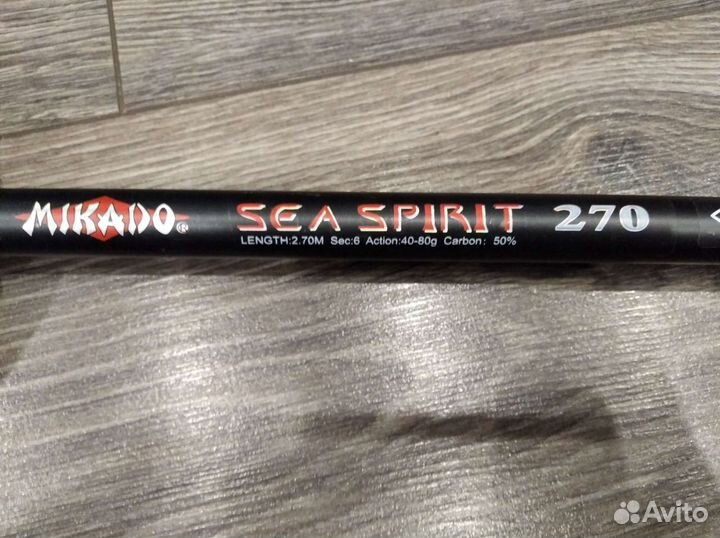 MIKADO® SEA SPIRIT 270
LENGTH:2.70M Sec:6 Action:40-80g Carbon: 50%
Avito